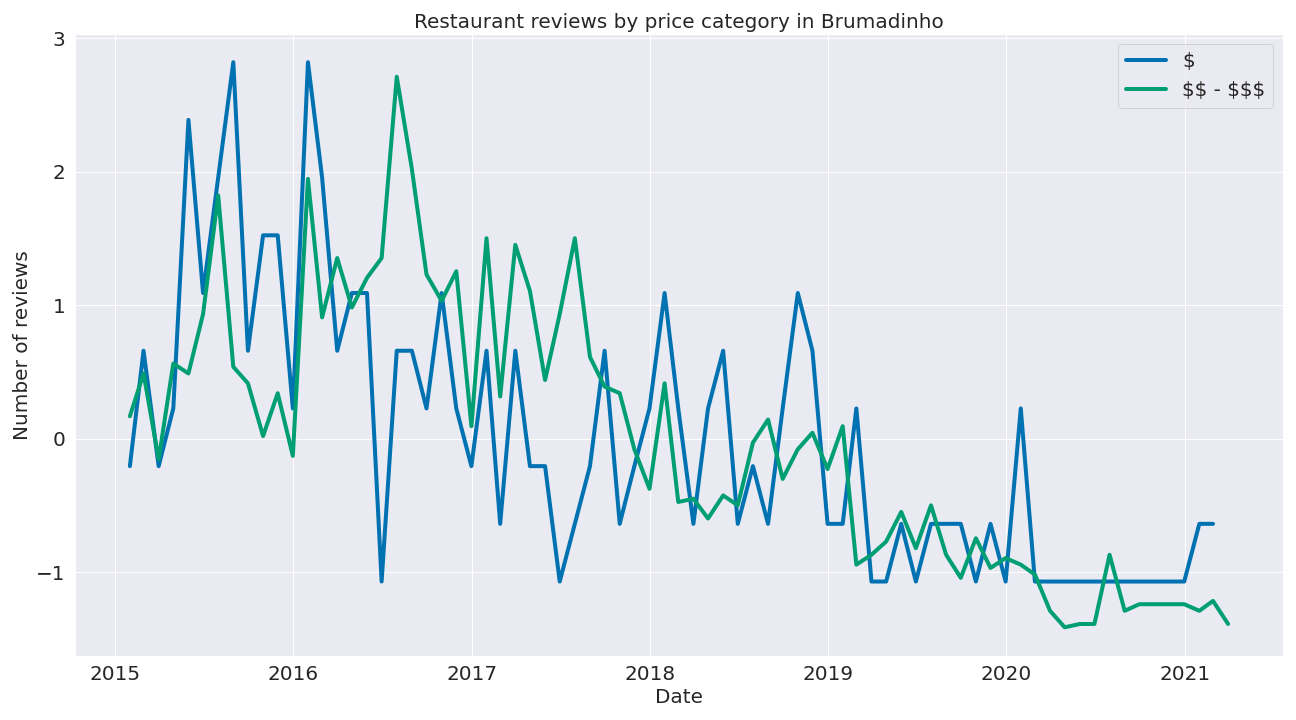 Restaurant reviews by price category in Brumadinho
$
$$ - $$$
Number of reviews
3
2
1
0
−1
2015 2016 2017 2018 2019 2020 2021
Date